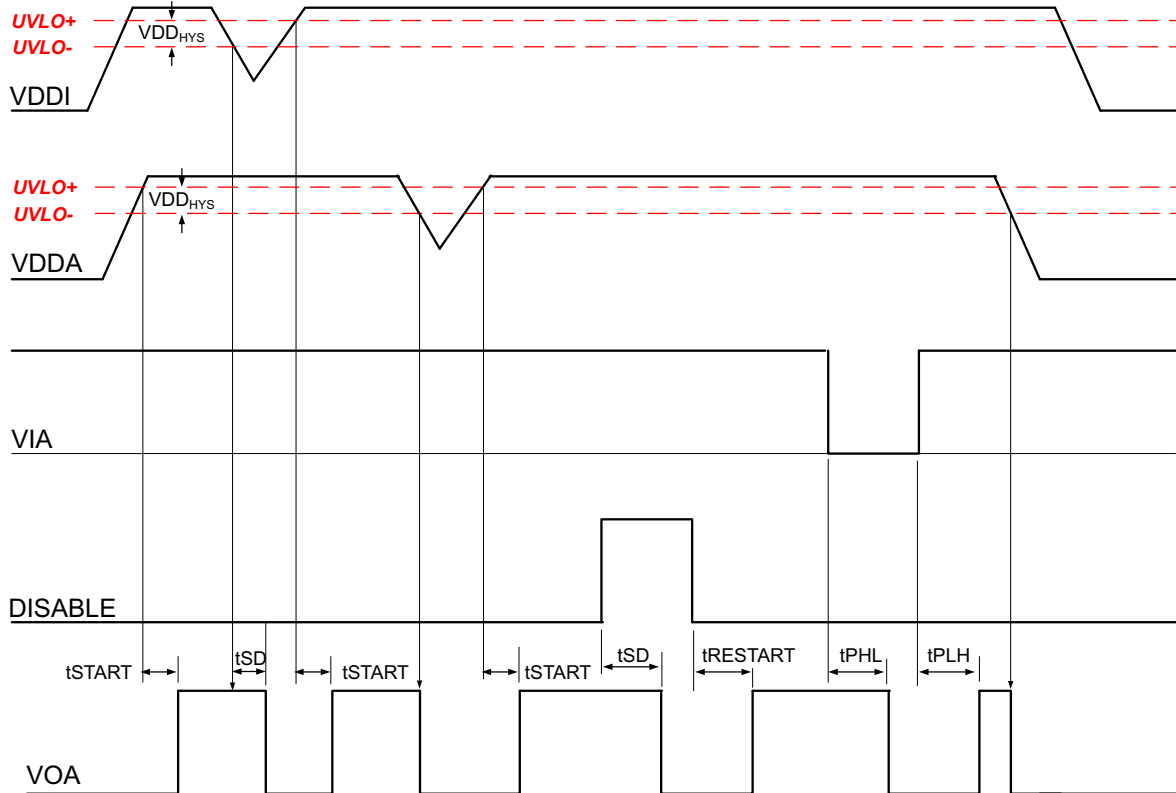 UVLO+
VDDHYS
UVLO-
VDDI
UVLO+
VDDHYS
UVLO-
VDDA
VIA
DISABLE
tSTART
tSD
tSTART
tSTART
tSD
tRESTART
tPHL
tPLH
VOA